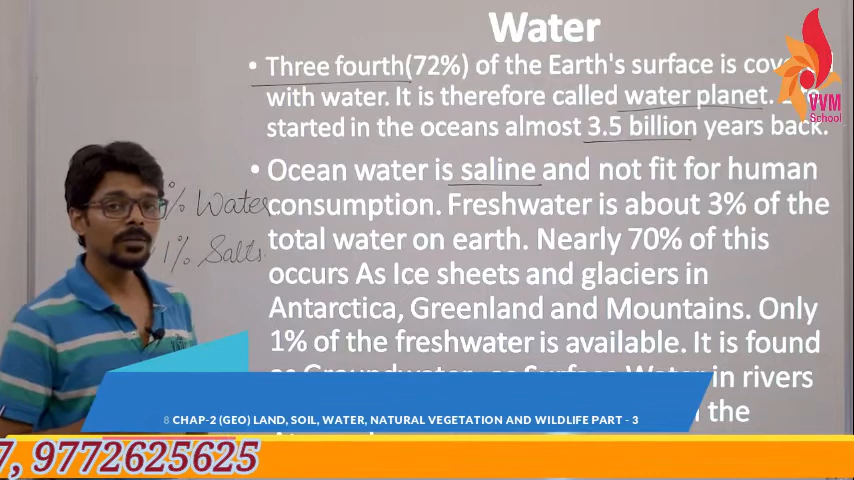 Water
• Three fourth(72%) of the Earth's surface is
with water. It is therefore called water planet.
started in the oceans almost 3.5 billion years back.
• Ocean water is saline and not fit for human
consumption. Freshwater is about 3% of the
total water on earth. Nearly 70% of this
occurs As Ice sheets and glaciers in
Antarctica, Greenland and Mountains. Only
1% of the freshwater is available. It is found
as Groundwater, as Surface Water in rivers
the
% Water
1% Salts
VVM
School
8 CHAP-2 (GEO) LAND, SOIL, WATER, NATURAL VEGETATION AND WILDLIFE PART - 3
7, 9772625625